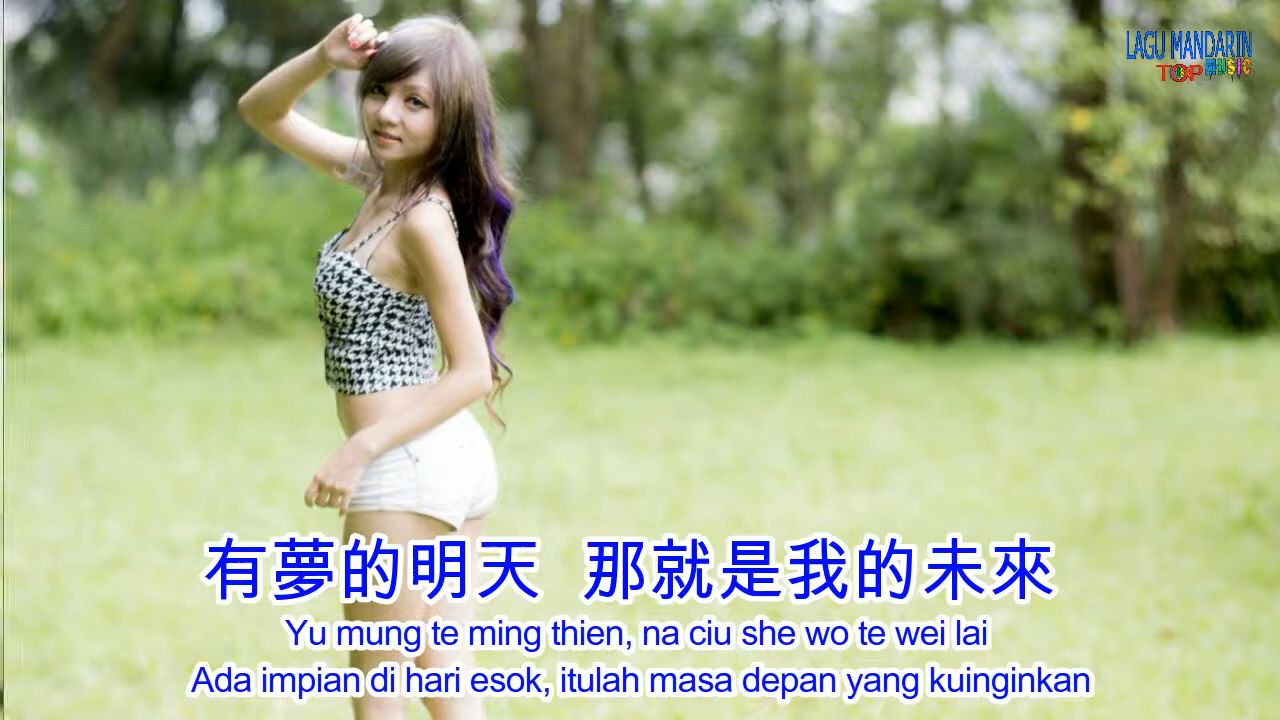 LAGU MANDARIN
TOP MUSIC
有夢的明天 那就是我的未來
Yu mung te ming thien, na ciu she wo te wei lai
Ada impian di hari esok, itulah masa depan yang kuinginkan